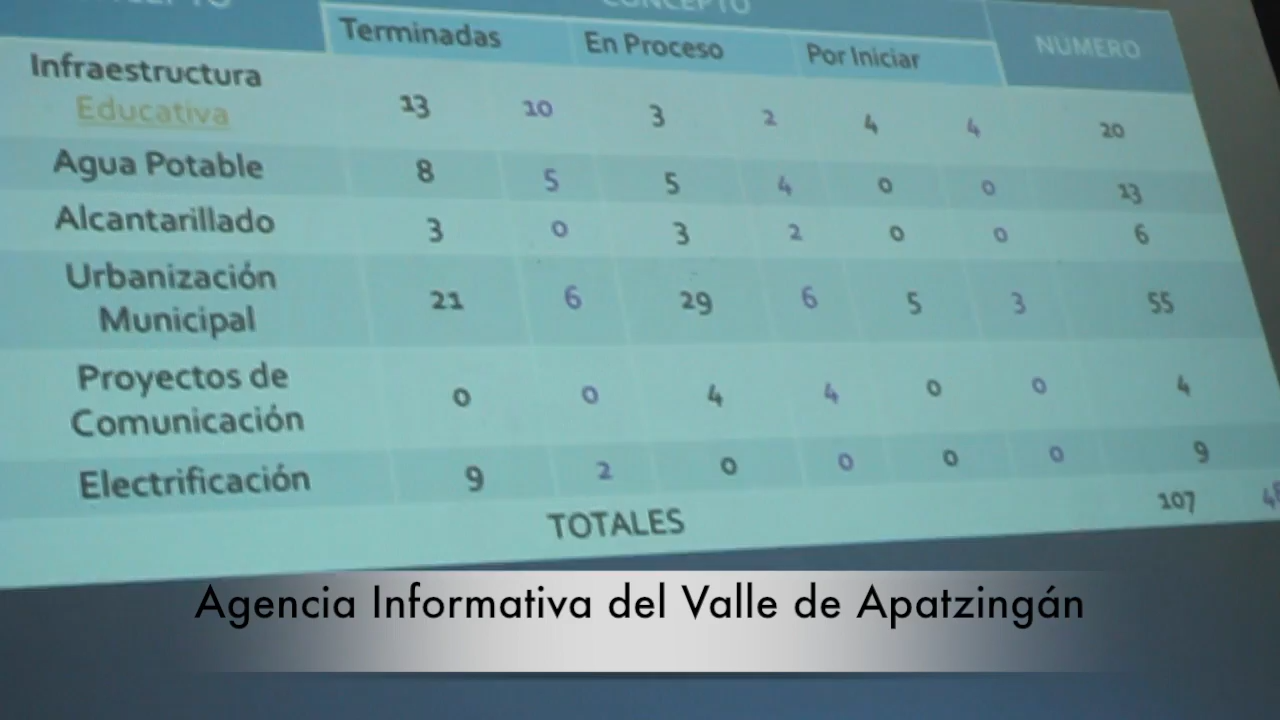 CONCEPTO
Terminadas En Proceso Por Iniciar NÚMERO
Infraestructura
Educativa 13 10 3 2 4 4 20
Agua Potable 8 5 5 4 0 0 13
Alcantarillado 3 0 3 2 0 0 6
Urbanización
Municipal 21 6 29 6 5 3 55
Proyectos de
Comunicación 0 0 4 4 0 0 4
Electrificación 9 2 0 0 0 0 9
TOTALES 107
Agencia Informativa del Valle de Apatzingán